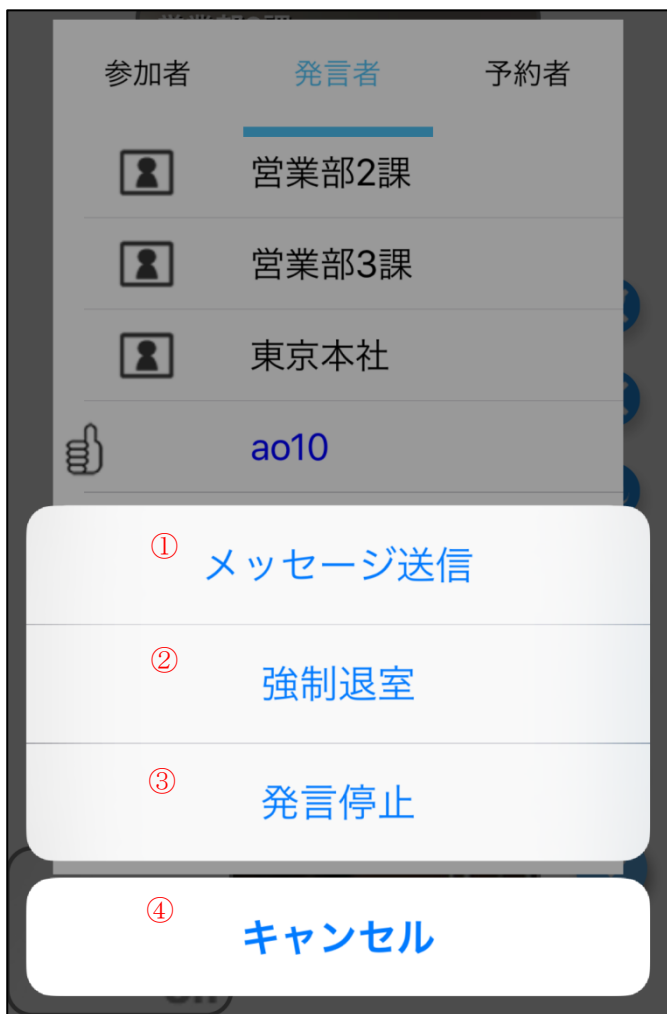 参加者 発言者 予約者
営業部2課
営業部3課
東京本社
ao10
① メッセージ送信
② 強制退室
③ 発言停止
④ キャンセル